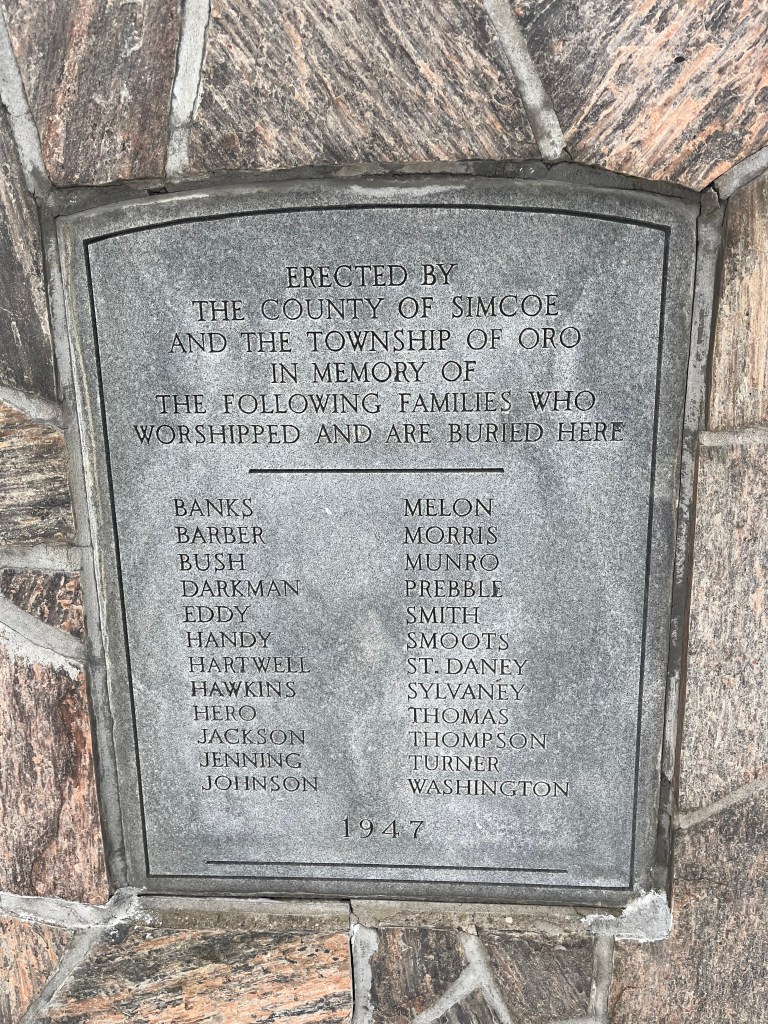 ERECTED BY
THE COUNTY OF SIMCOE
AND THE TOWNSHIP OF ORO
IN MEMORY OF
THE FOLLOWING FAMILIES WHO
WORSHIPPED AND ARE BURIED HERE
BANKS
BARBER
BUSH
DARKMAN
EDDY
HANDY
HARTWELL
HAWKINS
HERO
JACKSON
JENNING
JOHNSON
MELON
MORRIS
MUNRO
PREBBLE
SMITH
SMOOTS
ST. DANEY
SYLVANEY
THOMAS
THOMPSON
TURNER
WASHINGTON
1947